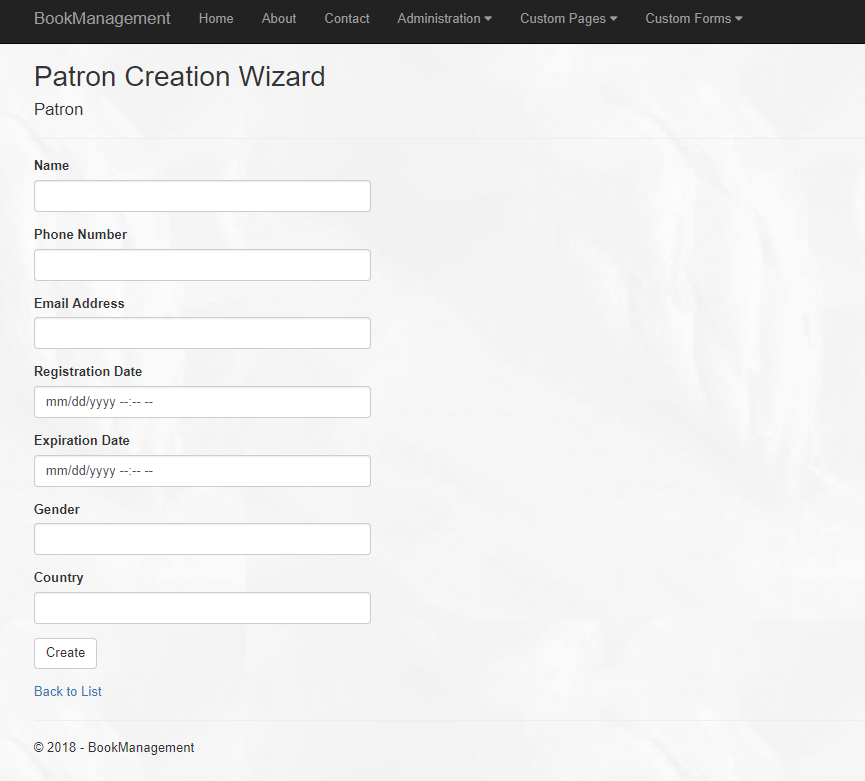 BookManagement Home About Contact Administration Custom Pages Custom Forms
Patron Creation Wizard
Patron
Name
Phone Number
Email Address
Registration Date
mm/dd/yyyy --:-- --
Expiration Date
mm/dd/yyyy --:-- --
Gender
Country
Create
Back to List
© 2018 - BookManagement